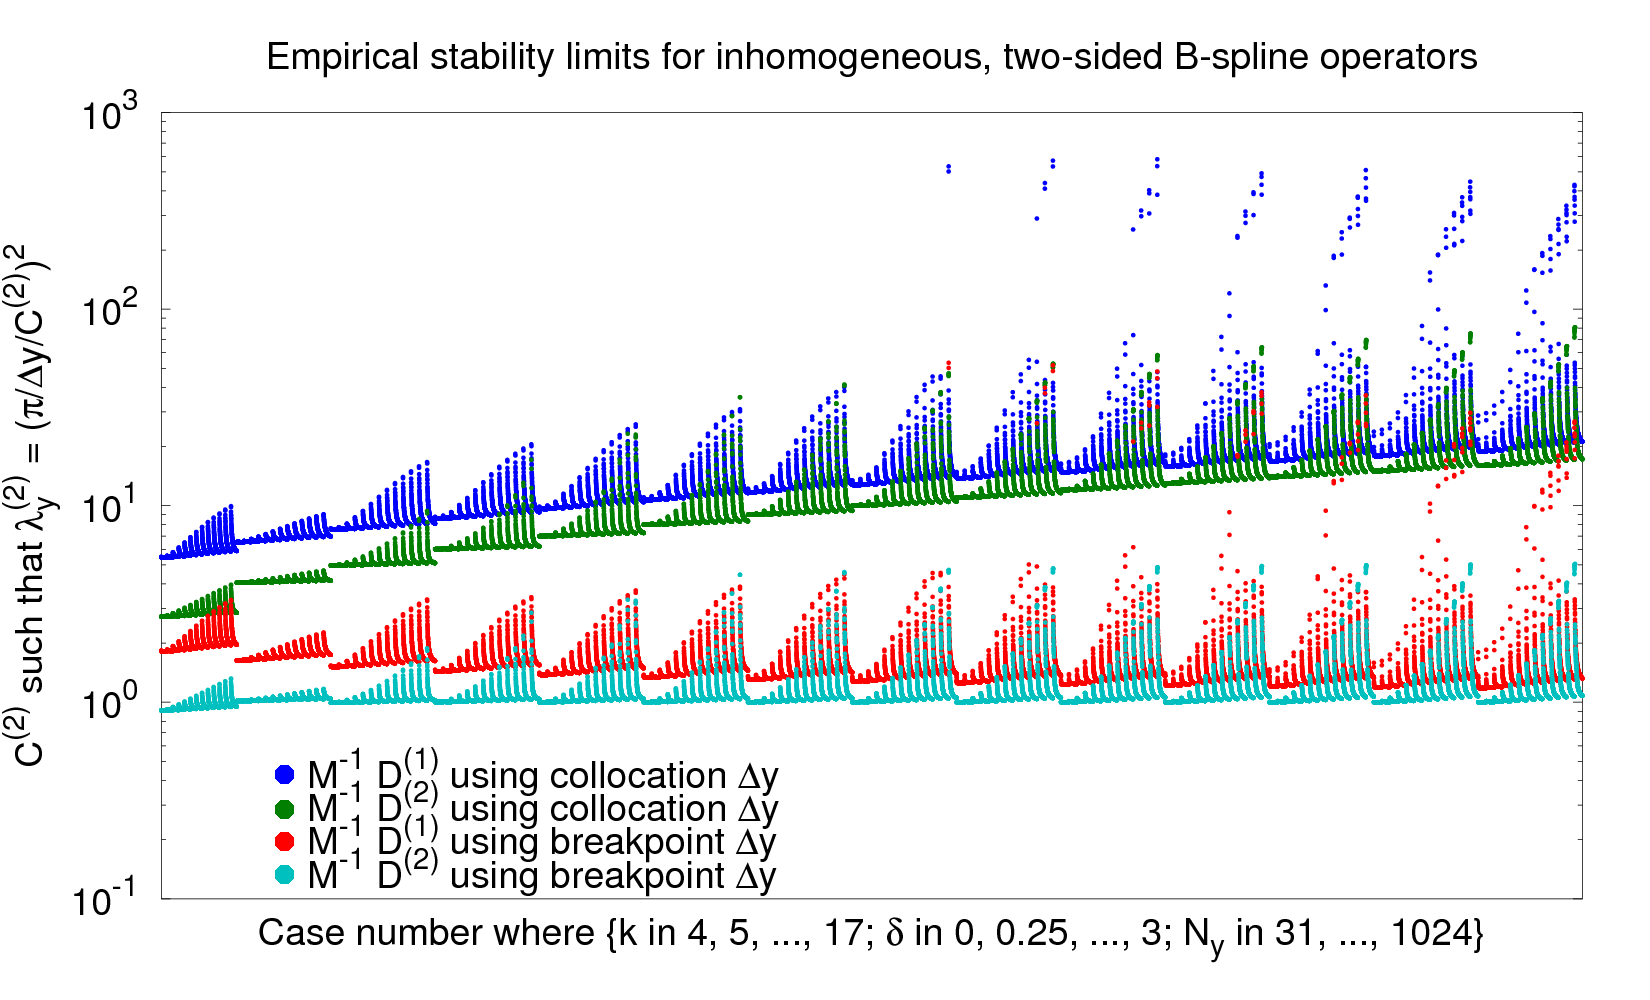 Empirical stability limits for inhomogeneous, two-sided B-spline operators
10^3
10^2
10^1
10^0
10^-1
C^(2) such that λ_y^(2) = (π/Δy/C^(2))^2
M^-1 D^(1) using collocation Δy
M^-1 D^(2) using collocation Δy
M^-1 D^(1) using breakpoint Δy
M^-1 D^(2) using breakpoint Δy
Case number where {k in 4, 5, ..., 17; δ in 0, 0.25, ..., 3; N_y in 31, ..., 1024}